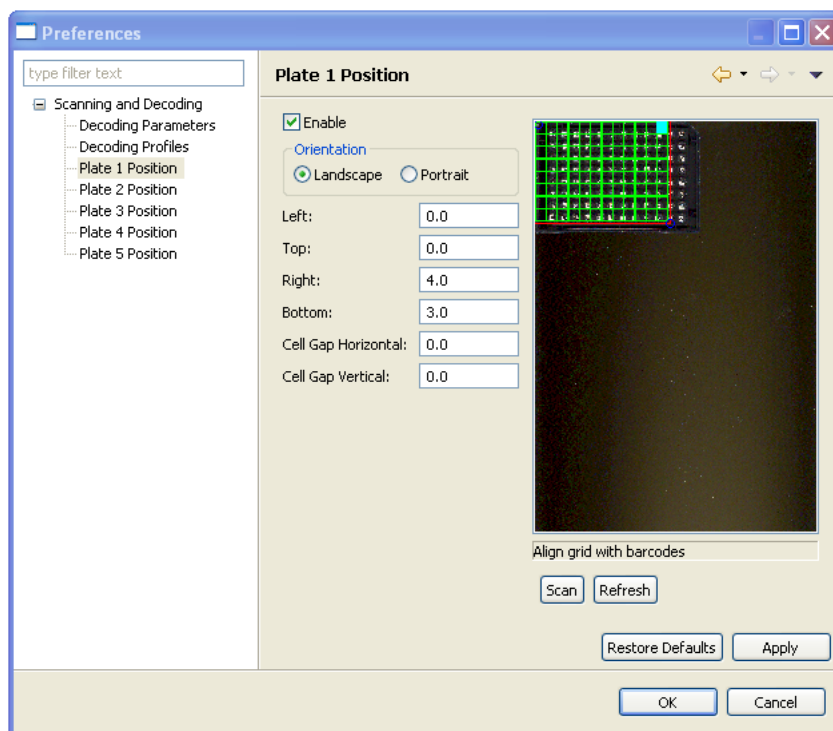 Preferences
type filter text
Plate 1 Position
Scanning and Decoding
Decoding Parameters
Decoding Profiles
Plate 1 Position
Plate 2 Position
Plate 3 Position
Plate 4 Position
Plate 5 Position
Enable
Orientation
Landscape Portrait
Left: 0.0
Top: 0.0
Right: 4.0
Bottom: 3.0
Cell Gap Horizontal: 0.0
Cell Gap Vertical: 0.0
Align grid with barcodes
Scan Refresh
Restore Defaults Apply
OK Cancel